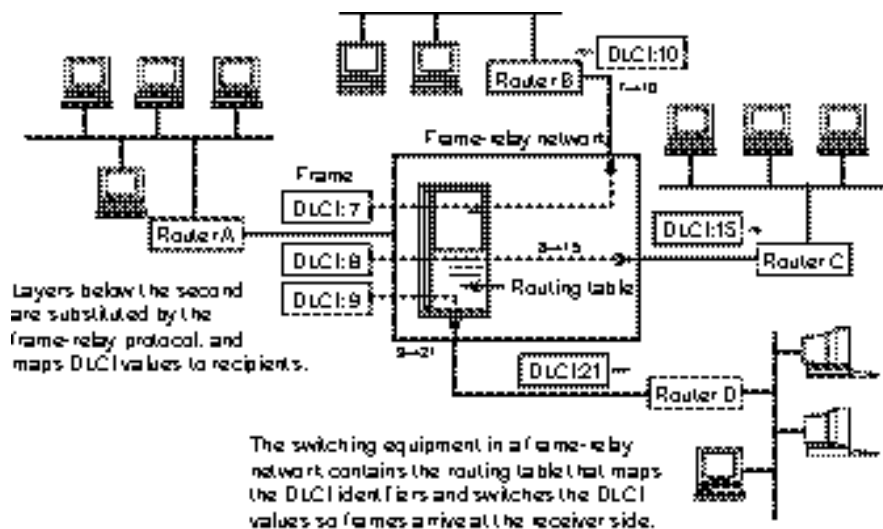 DLCI:10
Router B
7→10
Frame-relay network
Frame
DLCI:7
Router A
DLCI:8
8→15
DLCI:15
Router C
DLCI:9
Routing table
Layers below the second
are substituted by the
frame-relay protocol, and
maps DLCI values to recipients.
9→21
DLCI:21
Router D
The switching equipment in a frame-relay
network contains the routing table that maps
the DLCI identifiers and switches the DLCI
values so frames arrive at the receiver side.